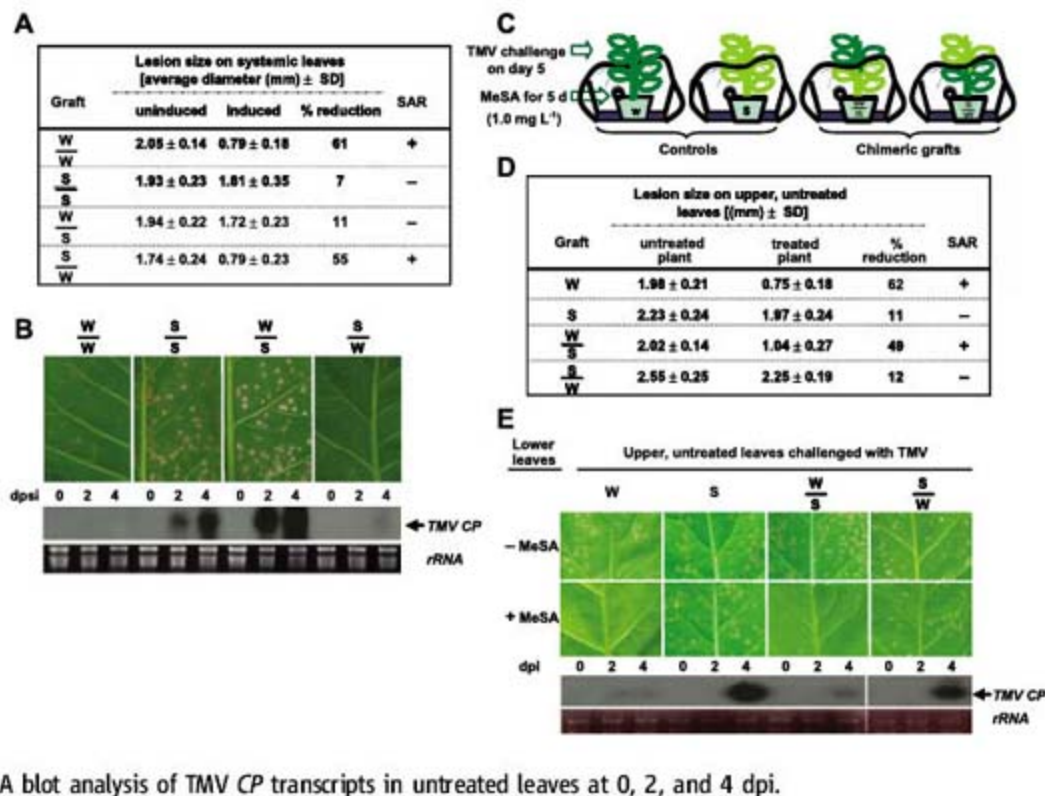 A
Lesion size on systemic leaves
[average diameter (mm) ± SD]
Graft uninduced induced % reduction SAR
W/W 2.05 ± 0.14 0.79 ± 0.18 61 +
S/S 1.93 ± 0.23 1.81 ± 0.35 7 –
W/S 1.94 ± 0.22 1.72 ± 0.23 11 –
S/W 1.74 ± 0.24 0.79 ± 0.23 55 +
B
W/W S/S W/S S/W
dpsi 0 2 4 0 2 4 0 2 4 0 2 4
TMV CP
rRNA
C
TMV challenge
on day 5
MeSA for 5 d
(1.0 mg L⁻¹)
W S
Controls Chimeric grafts
D
Lesion size on upper, untreated
leaves [(mm) ± SD]
Graft untreated plant treated plant % reduction SAR
W 1.98 ± 0.21 0.75 ± 0.18 62 +
S 2.23 ± 0.24 1.97 ± 0.24 11 –
W/S 2.02 ± 0.14 1.04 ± 0.27 49 +
S/W 2.55 ± 0.25 2.25 ± 0.19 12 –
E
Lower leaves
Upper, untreated leaves challenged with TMV
W S W/S S/W
– MeSA
+ MeSA
dpi 0 2 4 0 2 4 0 2 4 0 2 4
TMV CP
rRNA
A blot analysis of TMV CP transcripts in untreated leaves at 0, 2, and 4 dpi.